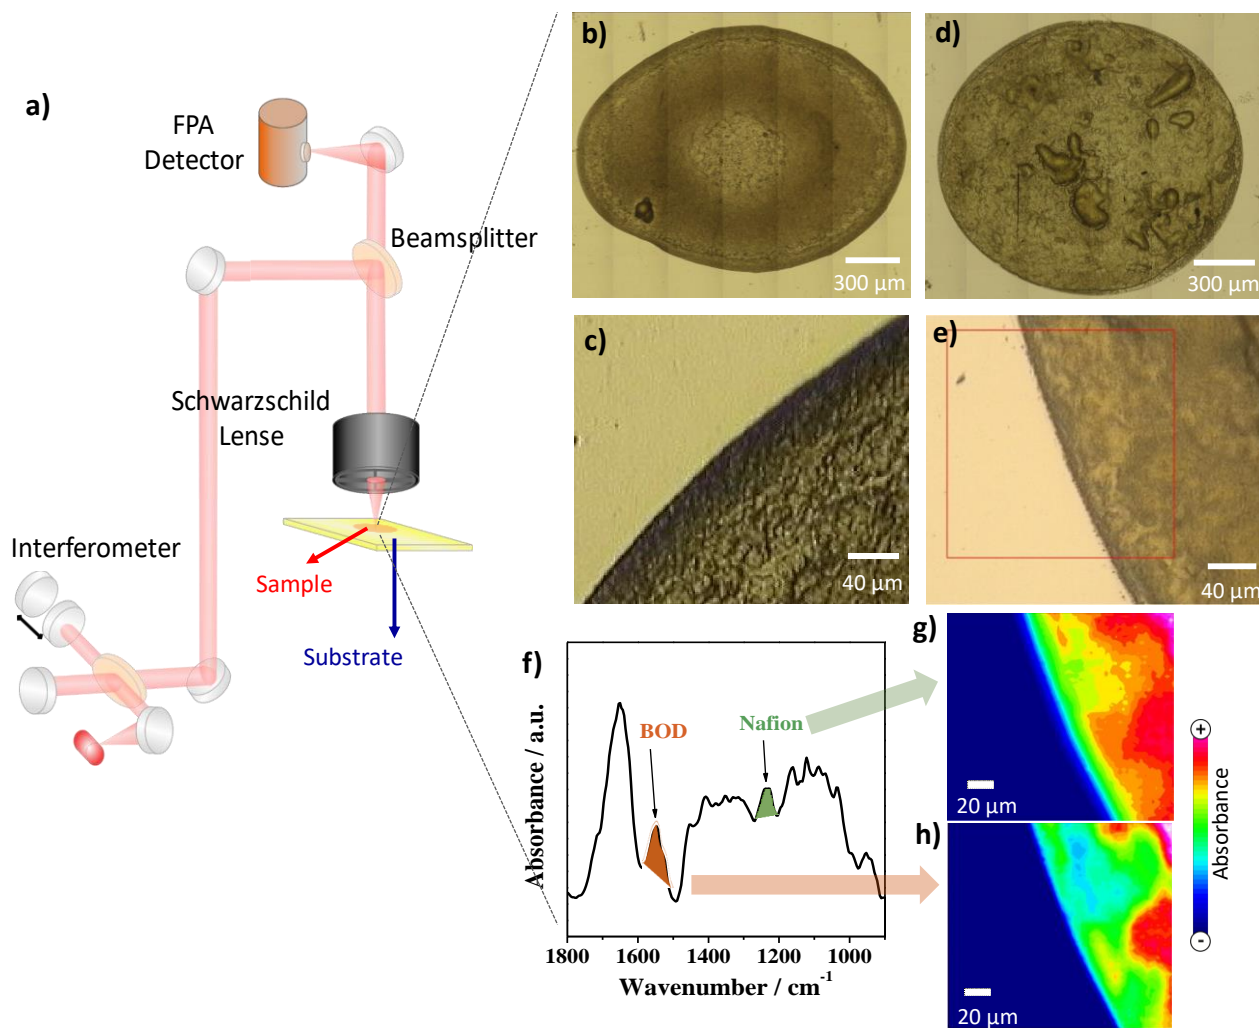 a)
FPA
Detector
Beamsplitter
Schwarzschild
Lense
Interferometer
Sample
Substrate
b)
300 µm
d)
300 µm
c)
40 µm
e)
40 µm
f)
BOD
Nafion
Absorbance / a.u.
1800
1600
1400
1200
1000
Wavenumber / cm⁻¹
g)
20 µm
h)
20 µm
+
Absorbance
-